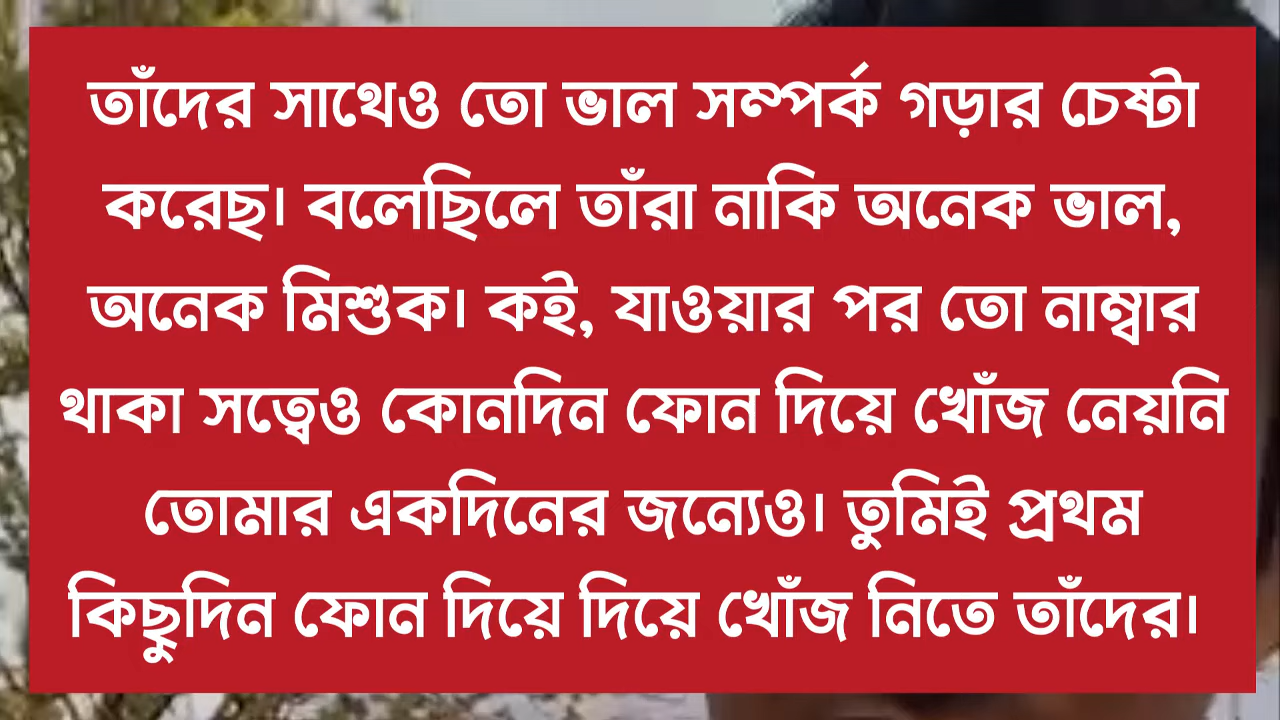 তাঁদের সাথেও তো ভাল সম্পর্ক গড়ার চেষ্টা
করেছ। বলেছিলে তাঁরা নাকি অনেক ভাল,
অনেক মিশুক। কই, যাওয়ার পর তো নাম্বার
থাকা সত্বেও কোনদিন ফোন দিয়ে খোঁজ নেয়নি
তোমার একদিনের জন্যেও। তুমিই প্রথম
কিছুদিন ফোন দিয়ে দিয়ে খোঁজ নিতে তাঁদের।